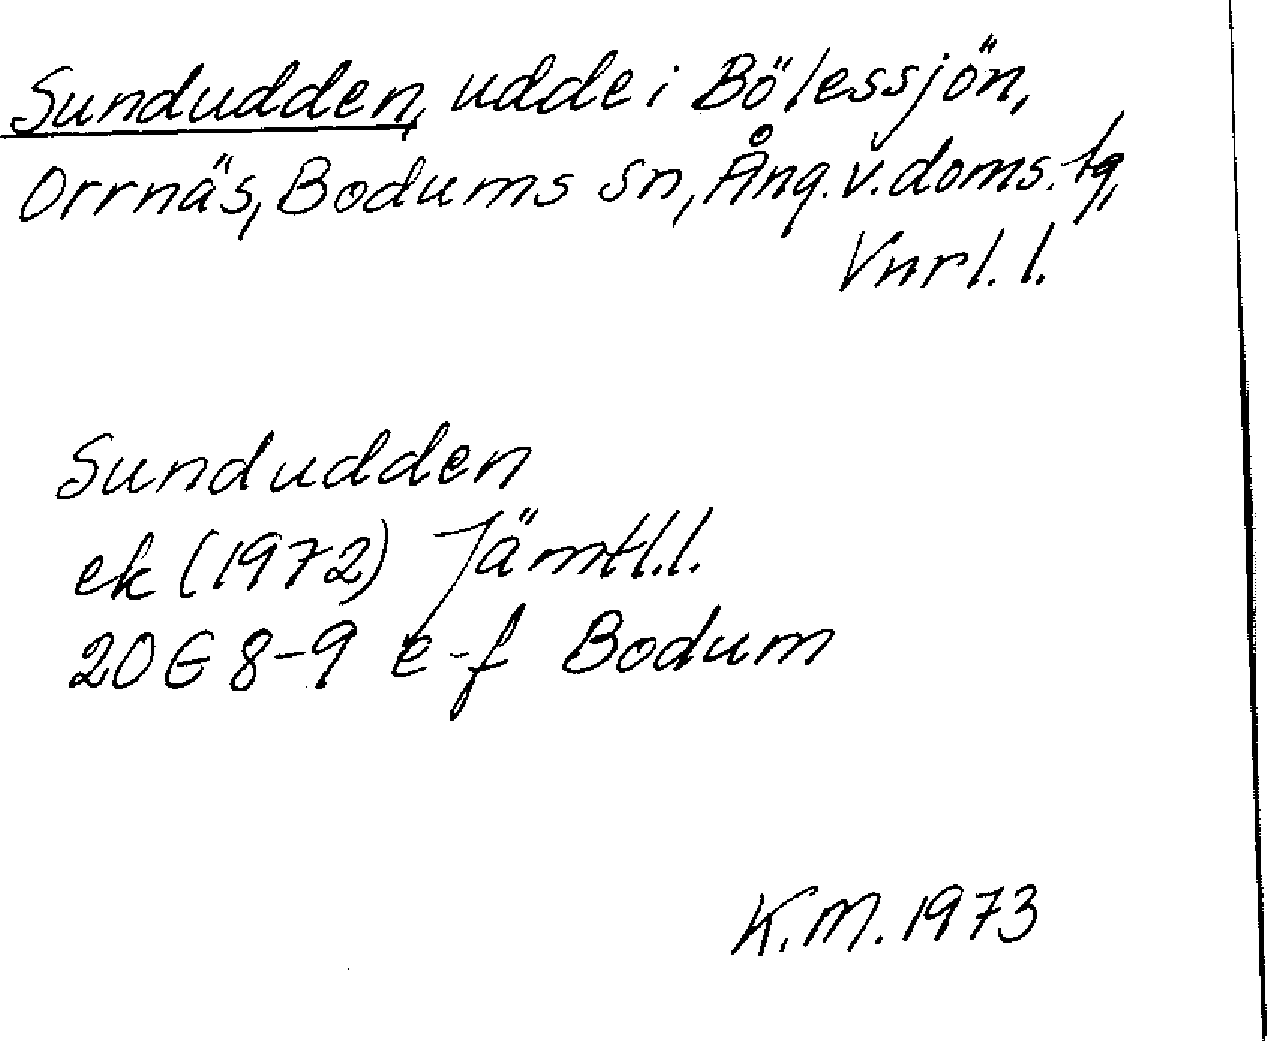 Sundudden, udde i Bölessjön,
Orrnäs, Bodums sn, Ång. v. doms. tg,
Vnrl. l.
Sundudden
ek (1972) Jämtl. l.
20G 8-9 e-f Bodum
K.M. 1973